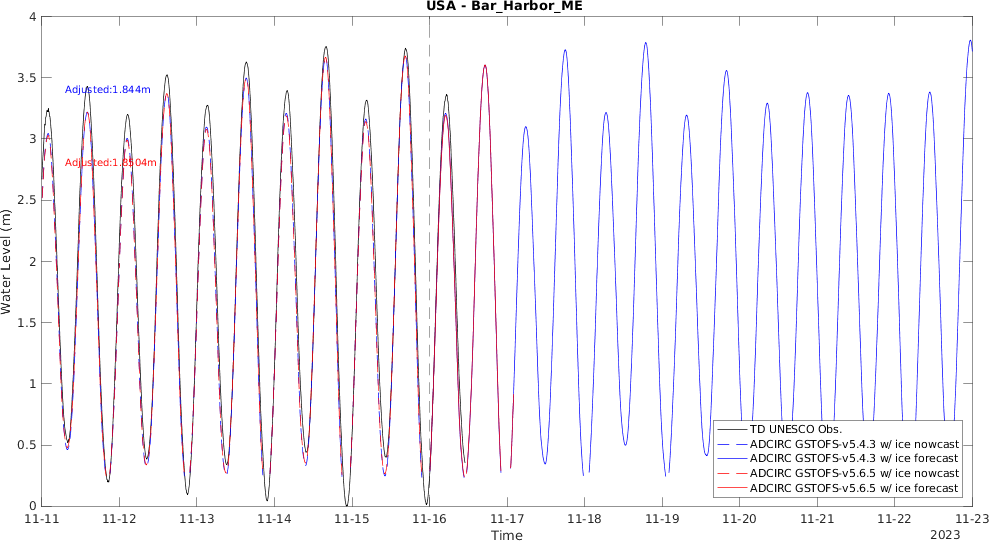 USA - Bar_Harbor_ME
Water Level (m)
4
3.5
3
2.5
2
1.5
1
0.5
0
Adjusted:1.844m
Adjusted:1.8504m
TD UNESCO Obs.
ADCIRC GSTOFS-v5.4.3 w/ ice nowcast
ADCIRC GSTOFS-v5.4.3 w/ ice forecast
ADCIRC GSTOFS-v5.6.5 w/ ice nowcast
ADCIRC GSTOFS-v5.6.5 w/ ice forecast
11-11 11-12 11-13 11-14 11-15 11-16 11-17 11-18 11-19 11-20 11-21 11-22 11-23
Time
2023